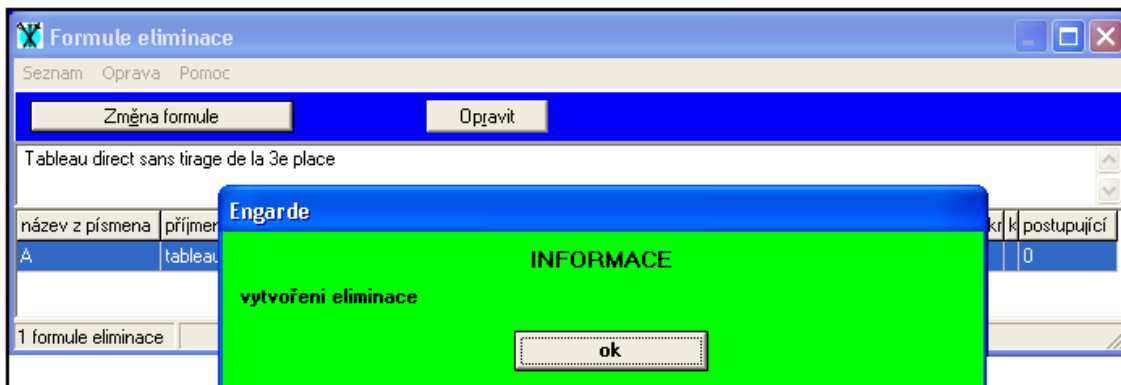 Formule eliminace
Seznam Oprava Pomoc
Změna formule Opravit
Tableau direct sans tirage de la 3e place
Engarde
název z písmena příjmer kr k postupující
A tableau 0
INFORMACE
vytvořeni eliminace
ok
1 formule eliminace